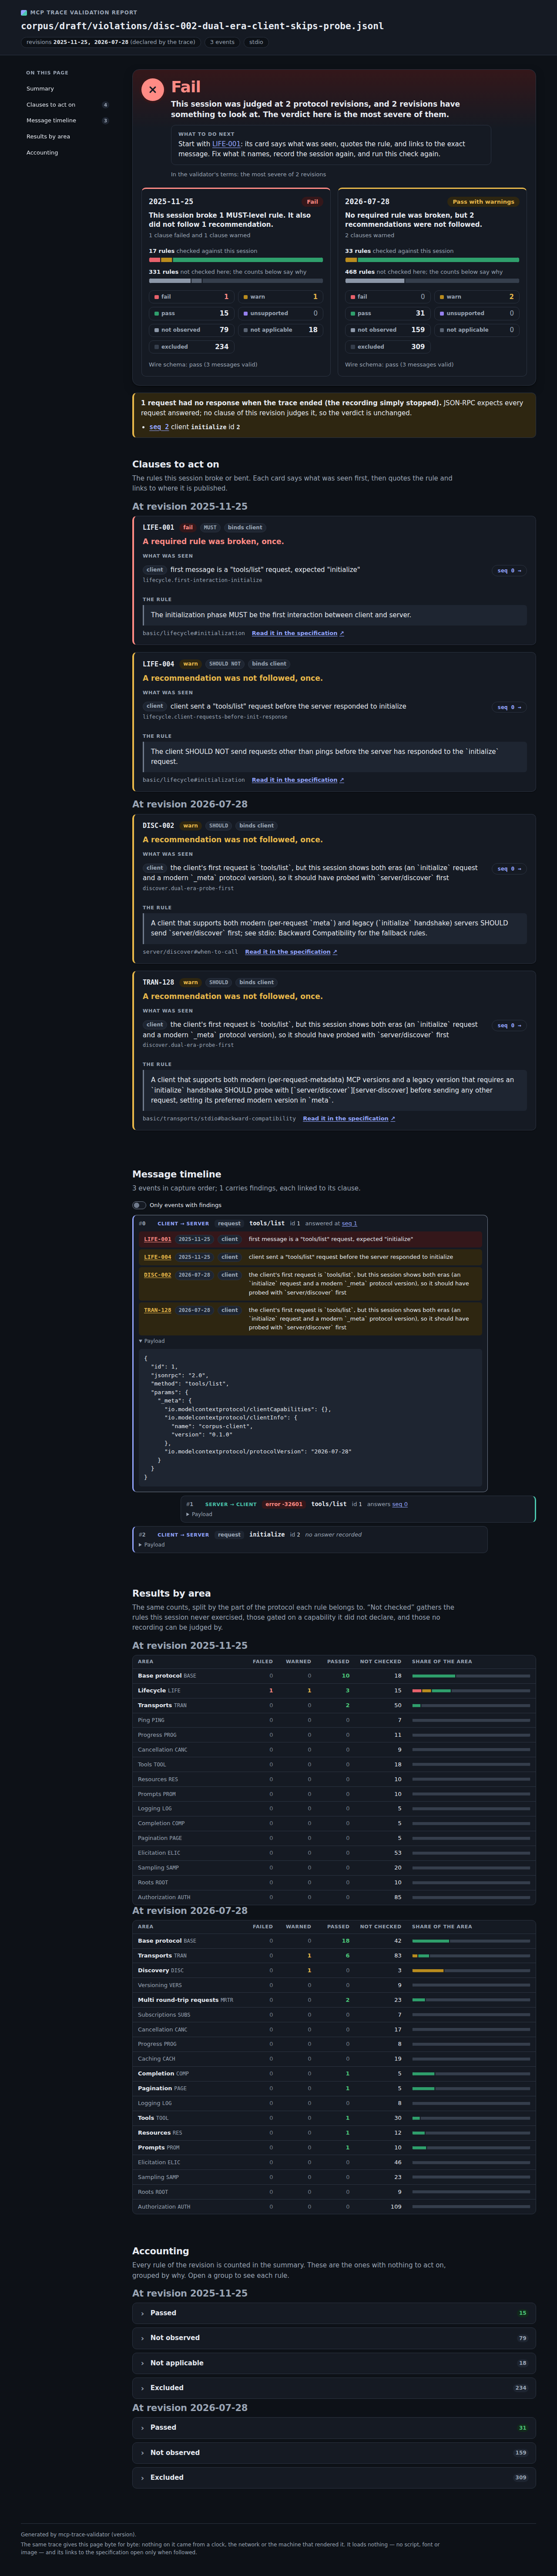 MCP TRACE VALIDATION REPORT
corpus/draft/violations/disc-002-dual-era-client-skips-probe.jsonl
revisions 2025-11-25, 2026-07-28 (declared by the trace) 3 events stdio
ON THIS PAGE
Summary
Clauses to act on 4
Message timeline 3
Results by area
Accounting
Fail
This session was judged at 2 protocol revisions, and 2 revisions have
something to look at. The verdict here is the most severe of them.
WHAT TO DO NEXT
Start with LIFE-001: its card says what was seen, quotes the rule, and links to the exact
message. Fix what it names, record the session again, and run this check again.
In the validator's terms: the most severe of 2 revisions
2025-11-25 Fail
This session broke 1 MUST-level rule. It also
did not follow 1 recommendation.
1 clause failed and 1 clause warned
17 rules checked against this session
331 rules not checked here; the counts below say why
fail 1 warn 1
pass 15 unsupported 0
not observed 79 not applicable 18
excluded 234
Wire schema: pass (3 messages valid)
2026-07-28 Pass with warnings
No required rule was broken, but 2
recommendations were not followed.
2 clauses warned
33 rules checked against this session
468 rules not checked here; the counts below say why
fail 0 warn 2
pass 31 unsupported 0
not observed 159 not applicable 0
excluded 309
Wire schema: pass (3 messages valid)
1 request had no response when the trace ended (the recording simply stopped). JSON-RPC expects every
request answered; no clause of this revision judges it, so the verdict is unchanged.
• seq 2 client initialize id 2
Clauses to act on
The rules this session broke or bent. Each card says what was seen first, then quotes the rule and
links to where it is published.
At revision 2025-11-25
LIFE-001 fail MUST binds client
A required rule was broken, once.
WHAT WAS SEEN
client first message is a "tools/list" request, expected "initialize" seq 0 →
lifecycle.first-interaction-initialize
THE RULE
The initialization phase MUST be the first interaction between client and server.
basic/lifecycle#initialization Read it in the specification ↗
LIFE-004 warn SHOULD NOT binds client
A recommendation was not followed, once.
WHAT WAS SEEN
client client sent a "tools/list" request before the server responded to initialize seq 0 →
lifecycle.client-requests-before-init-response
THE RULE
The client SHOULD NOT send requests other than pings before the server has responded to the `initialize`
request.
basic/lifecycle#initialization Read it in the specification ↗
At revision 2026-07-28
DISC-002 warn SHOULD binds client
A recommendation was not followed, once.
WHAT WAS SEEN
client the client's first request is `tools/list`, but this session shows both eras (an `initialize` request seq 0 →
and a modern `_meta` protocol version), so it should have probed with `server/discover` first
discover.dual-era-probe-first
THE RULE
A client that supports both modern (per-request `meta`) and legacy (`initialize` handshake) servers SHOULD
send `server/discover` first; see stdio: Backward Compatibility for the fallback rules.
server/discover#when-to-call Read it in the specification ↗
TRAN-128 warn SHOULD binds client
A recommendation was not followed, once.
WHAT WAS SEEN
client the client's first request is `tools/list`, but this session shows both eras (an `initialize` request seq 0 →
and a modern `_meta` protocol version), so it should have probed with `server/discover` first
discover.dual-era-probe-first
THE RULE
A client that supports both modern (per-request-metadata) MCP versions and a legacy version that requires an
`initialize` handshake SHOULD probe with [`server/discover`][server-discover] before sending any other
request, setting its preferred modern version in `meta`.
basic/transports/stdio#backward-compatibility Read it in the specification ↗
Message timeline
3 events in capture order; 1 carries findings, each linked to its clause.
Only events with findings
#0 CLIENT → SERVER request tools/list id 1 answered at seq 1
LIFE-001 2025-11-25 client first message is a "tools/list" request, expected "initialize"
LIFE-004 2025-11-25 client client sent a "tools/list" request before the server responded to initialize
DISC-002 2026-07-28 client the client's first request is `tools/list`, but this session shows both eras (an
`initialize` request and a modern `_meta` protocol version), so it should have
probed with `server/discover` first
TRAN-128 2026-07-28 client the client's first request is `tools/list`, but this session shows both eras (an
`initialize` request and a modern `_meta` protocol version), so it should have
probed with `server/discover` first
▾ Payload
{
"id": 1,
"jsonrpc": "2.0",
"method": "tools/list",
"params": {
"_meta": {
"io.modelcontextprotocol/clientCapabilities": {},
"io.modelcontextprotocol/clientInfo": {
"name": "corpus-client",
"version": "0.1.0"
},
"io.modelcontextprotocol/protocolVersion": "2026-07-28"
}
}
}
#1 SERVER → CLIENT error -32601 tools/list id 1 answers seq 0
▸ Payload
#2 CLIENT → SERVER request initialize id 2 no answer recorded
▸ Payload
Results by area
The same counts, split by the part of the protocol each rule belongs to. “Not checked” gathers the
rules this session never exercised, those gated on a capability it did not declare, and those no
recording can be judged by.
At revision 2025-11-25
AREA FAILED WARNED PASSED NOT CHECKED SHARE OF THE AREA
Base protocol BASE 0 0 10 18
Lifecycle LIFE 1 1 3 15
Transports TRAN 0 0 2 50
Ping PING 0 0 0 7
Progress PROG 0 0 0 11
Cancellation CANC 0 0 0 9
Tools TOOL 0 0 0 18
Resources RES 0 0 0 10
Prompts PROM 0 0 0 10
Logging LOG 0 0 0 5
Completion COMP 0 0 0 5
Pagination PAGE 0 0 0 5
Elicitation ELIC 0 0 0 53
Sampling SAMP 0 0 0 20
Roots ROOT 0 0 0 10
Authorization AUTH 0 0 0 85
At revision 2026-07-28
AREA FAILED WARNED PASSED NOT CHECKED SHARE OF THE AREA
Base protocol BASE 0 0 18 42
Transports TRAN 0 1 6 83
Discovery DISC 0 1 0 3
Versioning VERS 0 0 0 9
Multi round-trip requests MRTR 0 0 2 23
Subscriptions SUBS 0 0 0 7
Cancellation CANC 0 0 0 17
Progress PROG 0 0 0 8
Caching CACH 0 0 0 19
Completion COMP 0 0 1 5
Pagination PAGE 0 0 1 5
Logging LOG 0 0 0 8
Tools TOOL 0 0 1 30
Resources RES 0 0 1 12
Prompts PROM 0 0 1 10
Elicitation ELIC 0 0 0 46
Sampling SAMP 0 0 0 23
Roots ROOT 0 0 0 9
Authorization AUTH 0 0 0 109
Accounting
Every rule of the revision is counted in the summary. These are the ones with nothing to act on,
grouped by why. Open a group to see each rule.
At revision 2025-11-25
› Passed 15
› Not observed 79
› Not applicable 18
› Excluded 234
At revision 2026-07-28
› Passed 31
› Not observed 159
› Excluded 309
Generated by mcp-trace-validator (version).
The same trace gives this page byte for byte: nothing on it came from a clock, the network or the machine that rendered it. It loads nothing — no script, font or
image — and its links to the specification open only when followed.